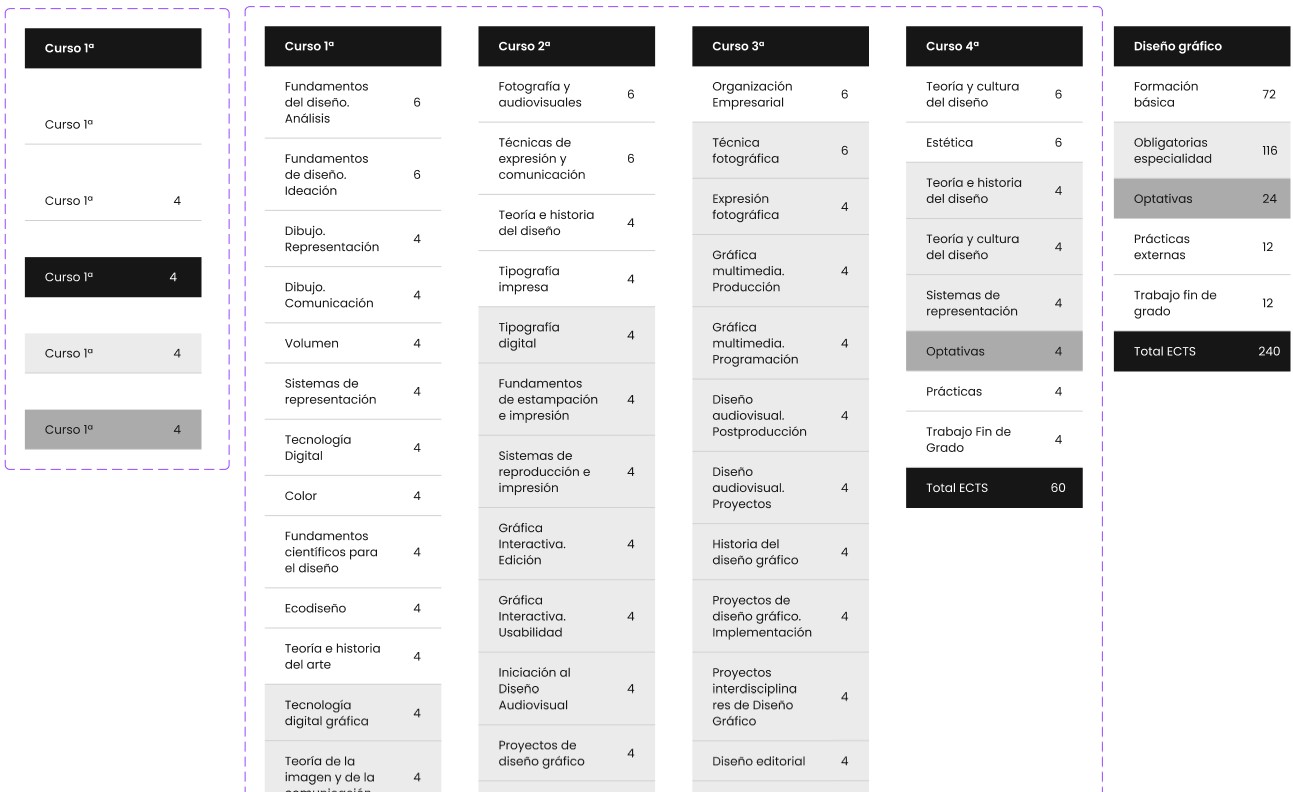 Curso 1ª
Curso 1ª
Curso 1ª 4
Curso 1ª 4
Curso 1ª 4
Curso 1ª 4
Curso 1ª
Fundamentos
del diseño.
Análisis
6
Fundamentos
de diseño.
Ideación
6
Dibujo.
Representación
4
Dibujo.
Comunicación
4
Volumen 4
Sistemas de
representación
4
Tecnología
Digital
4
Color 4
Fundamentos
científicos para
el diseño
4
Ecodiseño 4
Teoría e historia
del arte
4
Tecnología
digital gráfica
4
Teoría de la
imagen y de la
comunicación
4
Curso 2ª
Fotografía y
audiovisuales
6
Técnicas de
expresión y
comunicación
6
Teoría e historia
del diseño
4
Tipografía
impresa
4
Tipografía
digital
4
Fundamentos
de estampación
e impresión
4
Sistemas de
reproducción e
impresión
4
Gráfica
Interactiva.
Edición
4
Gráfica
Interactiva.
Usabilidad
4
Iniciación al
Diseño
Audiovisual
4
Proyectos de
diseño gráfico
4
Curso 3ª
Organización
Empresarial
6
Técnica
fotográfica
6
Expresión
fotográfica
4
Gráfica
multimedia.
Producción
4
Gráfica
multimedia.
Programación
4
Diseño
audiovisual.
Postproducción
4
Diseño
audiovisual.
Proyectos
4
Historia del
diseño gráfico
4
Proyectos de
diseño gráfico.
Implementación
4
Proyectos
interdisciplina
res de Diseño
Gráfico
4
Diseño editorial 4
Curso 4ª
Teoría y cultura
del diseño
6
Estética 6
Teoría e historia
del diseño
4
Teoría y cultura
del diseño
4
Sistemas de
representación
4
Optativas 4
Prácticas 4
Trabajo Fin de
Grado
4
Total ECTS 60
Diseño gráfico
Formación
básica
72
Obligatorias
especialidad
116
Optativas 24
Prácticas
externas
12
Trabajo fin de
grado
12
Total ECTS 240